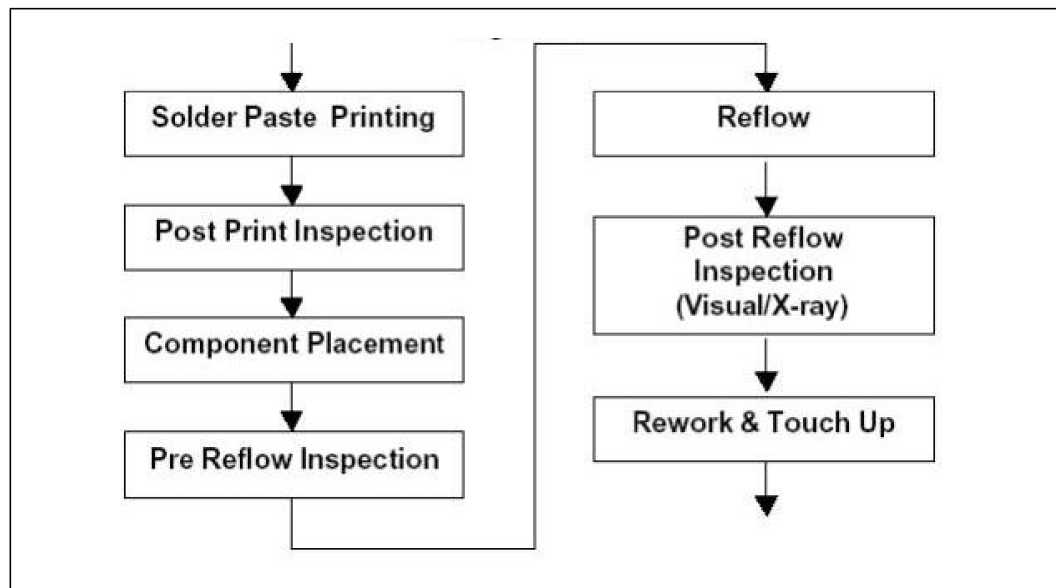 Solder Paste Printing
Post Print Inspection
Component Placement
Pre Reflow Inspection
Reflow
Post Reflow
Inspection
(Visual/X-ray)
Rework & Touch Up